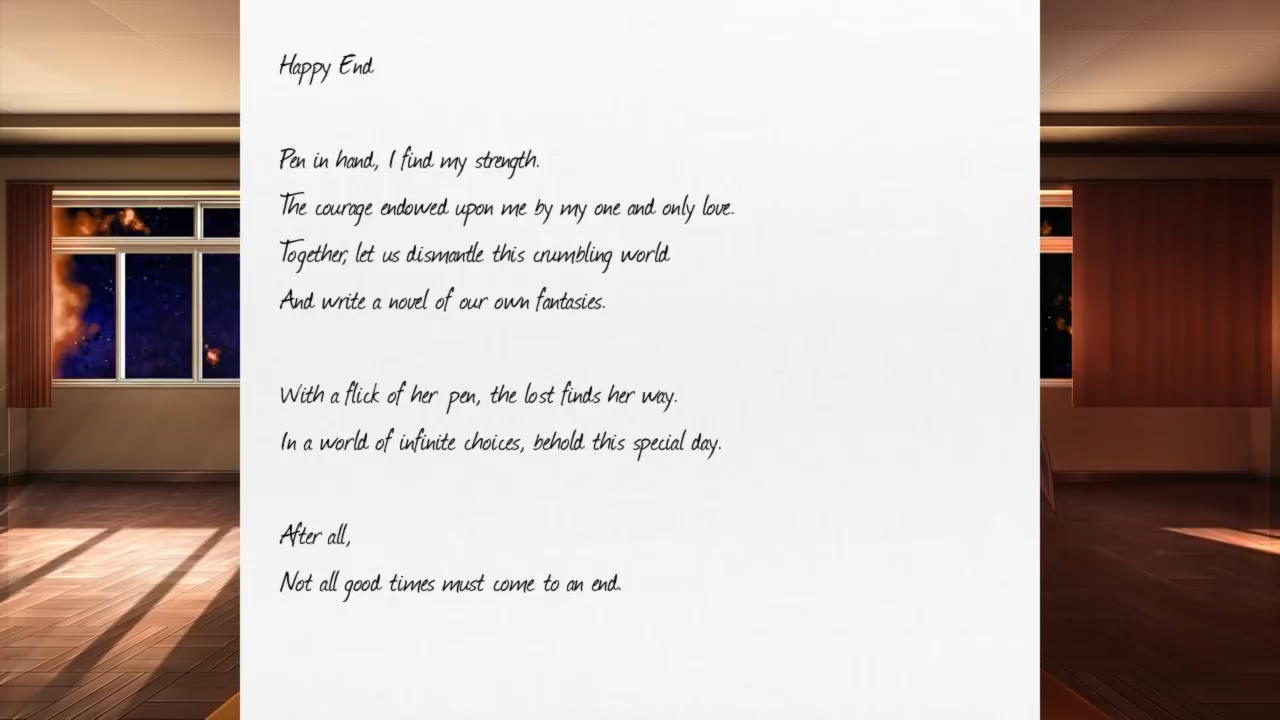 Happy End
Pen in hand, I find my strength.
The courage endowed upon me by my one and only love.
Together, let us dismantle this crumbling world
And write a novel of our own fantasies.
With a flick of her pen, the lost finds her way.
In a world of infinite choices, behold this special day.
After all,
Not all good times must come to an end.